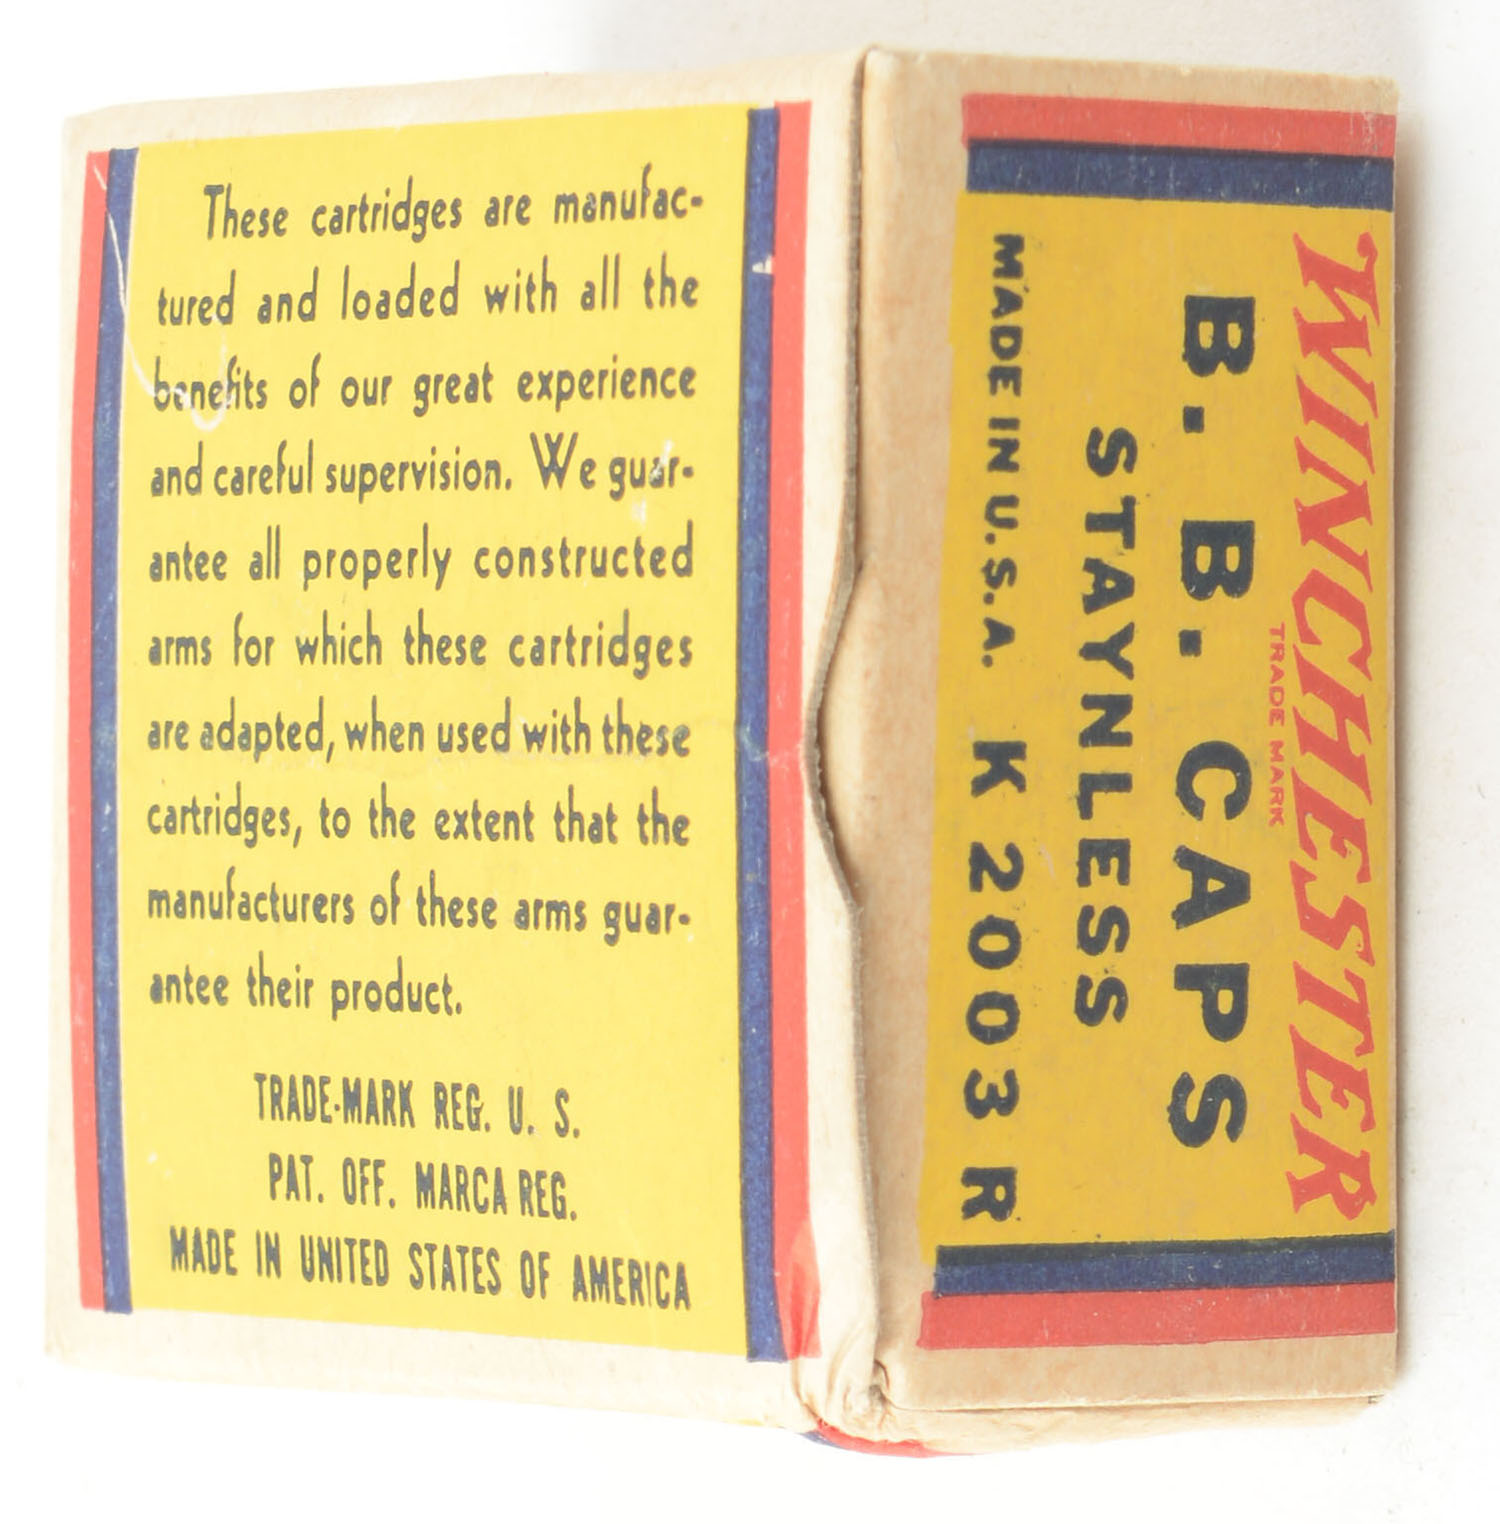 These cartridges are manufac-
tured and loaded with all the
benefits of our great experience
and careful supervision. We guar-
antee all properly constructed
arms for which these cartridges
are adapted, when used with these
cartridges, to the extent that the
manufacturers of these arms guar-
antee their product.
TRADE-MARK REG. U. S.
PAT. OFF. MARCA REG.
MADE IN UNITED STATES OF AMERICA
WINCHESTER
TRADE MARK
B. B. CAPS
STAYNLESS
MADE IN U.S.A. K 2003 R